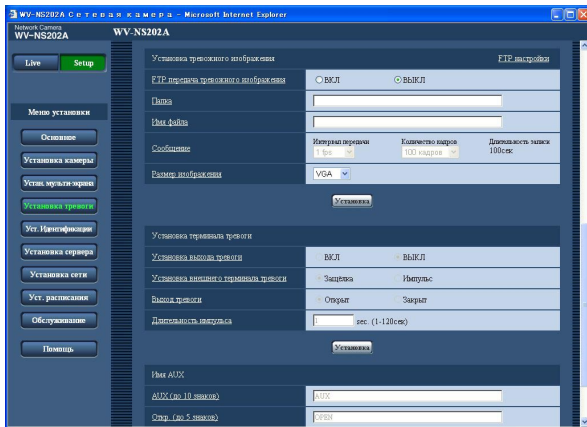 WV-NS202A С е т е в а я к а м е р а - Microsoft Internet Explorer
Network Camera
WV-NS202A
WV-NS202A
Live
Setup
Меню установки
Основное
Установка камеры
Устан. мульти-экрана
Установка тревоги
Уст. Идентификации
Установка сервера
Установка сети
Уст. расписания
Обслуживание
Помощь
Установка тревожного изображения
FTP настройки
FTP передача тревожного изображения
ВКЛ
ВЫКЛ
Папка
Имя файла
Сообщение
Интервал передачи
Количество кадров
Длительность записи
1 fps
100 кадров
100сек
Размер изображения
VGA
Установка
Установка терминала тревоги
Установка выхода тревоги
ВКЛ
ВЫКЛ
Установка внешнего терминала тревоги
Защёлка
Импульс
Выход тревоги
Открыт
Закрыт
Длительность импульса
1
sec. (1-120сек)
Установка
Имя AUX
AUX (до 10 знаков)
AUX
Откр. (до 5 знаков)
OPEN